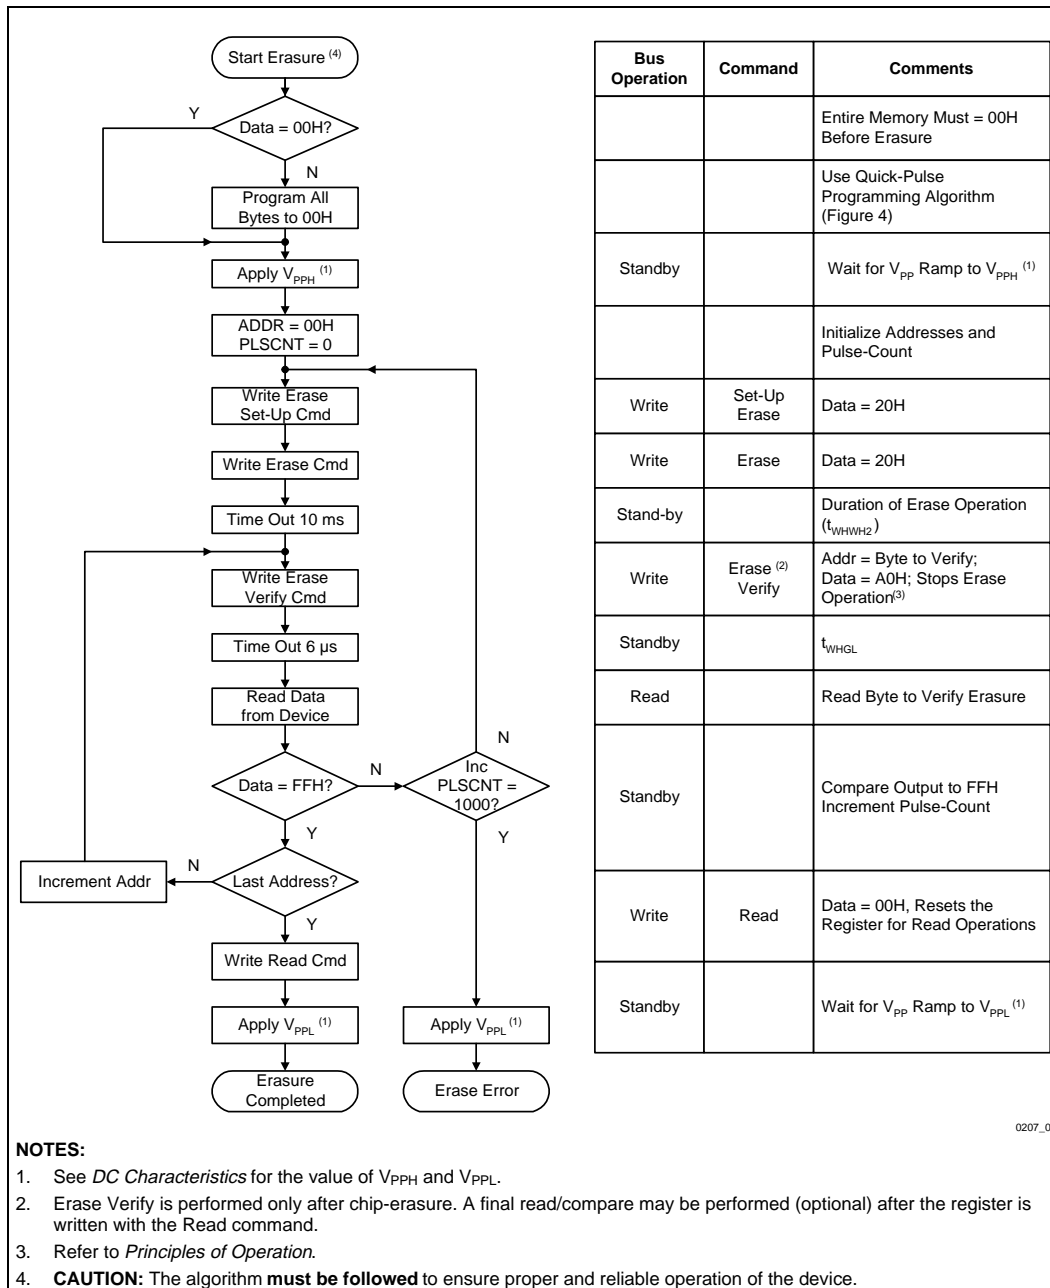 Start Erasure (4)
Y
Data = 00H?
N
Program All
Bytes to 00H
Apply VPPH (1)
ADDR = 00H
PLSCNT = 0
Write Erase
Set-Up Cmd
Write Erase Cmd
Time Out 10 ms
Write Erase
Verify Cmd
Time Out 6 µs
Read Data
from Device
N
Data = FFH?
N
Inc
PLSCNT =
1000?
Y
Y
Increment Addr
N
Last Address?
Y
Write Read Cmd
Apply VPPL (1)
Apply VPPL (1)
Erasure
Completed
Erase Error
Bus
Operation
Command
Comments
Entire Memory Must = 00H
Before Erasure
Use Quick-Pulse
Programming Algorithm
(Figure 4)
Standby
Wait for VPP Ramp to VPPH (1)
Initialize Addresses and
Pulse-Count
Write
Set-Up
Erase
Data = 20H
Write
Erase
Data = 20H
Stand-by
Duration of Erase Operation
(tWHWH2)
Write
Erase (2)
Verify
Addr = Byte to Verify;
Data = A0H; Stops Erase
Operation(3)
Standby
tWHGL
Read
Read Byte to Verify Erasure
Standby
Compare Output to FFH
Increment Pulse-Count
Write
Read
Data = 00H, Resets the
Register for Read Operations
Standby
Wait for VPP Ramp to VPPL (1)
0207_0
NOTES:
1. See DC Characteristics for the value of VPPH and VPPL.
2. Erase Verify is performed only after chip-erasure. A final read/compare may be performed (optional) after the register is
written with the Read command.
3. Refer to Principles of Operation.
4. CAUTION: The algorithm must be followed to ensure proper and reliable operation of the device.